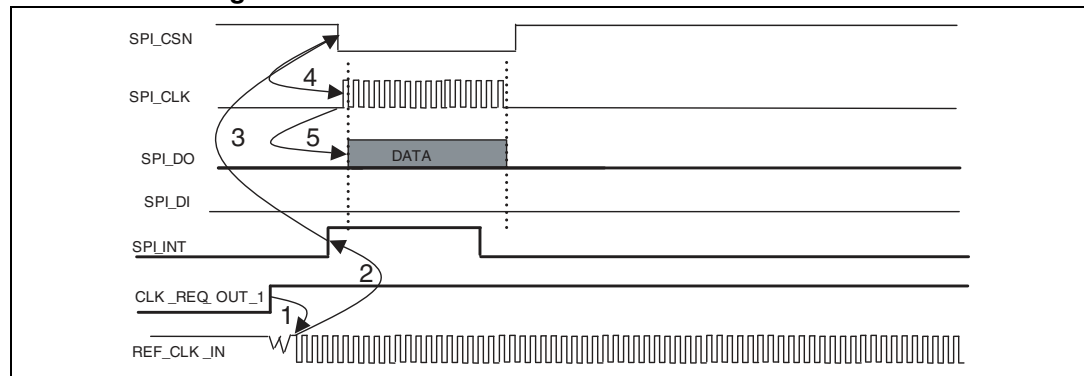 SPI_CSN
4
SPI_CLK
3
5
SPI_DO
DATA
SPI_DI
SPI_INT
2
CLK _REQ_OUT_1
1
REF_CLK _IN